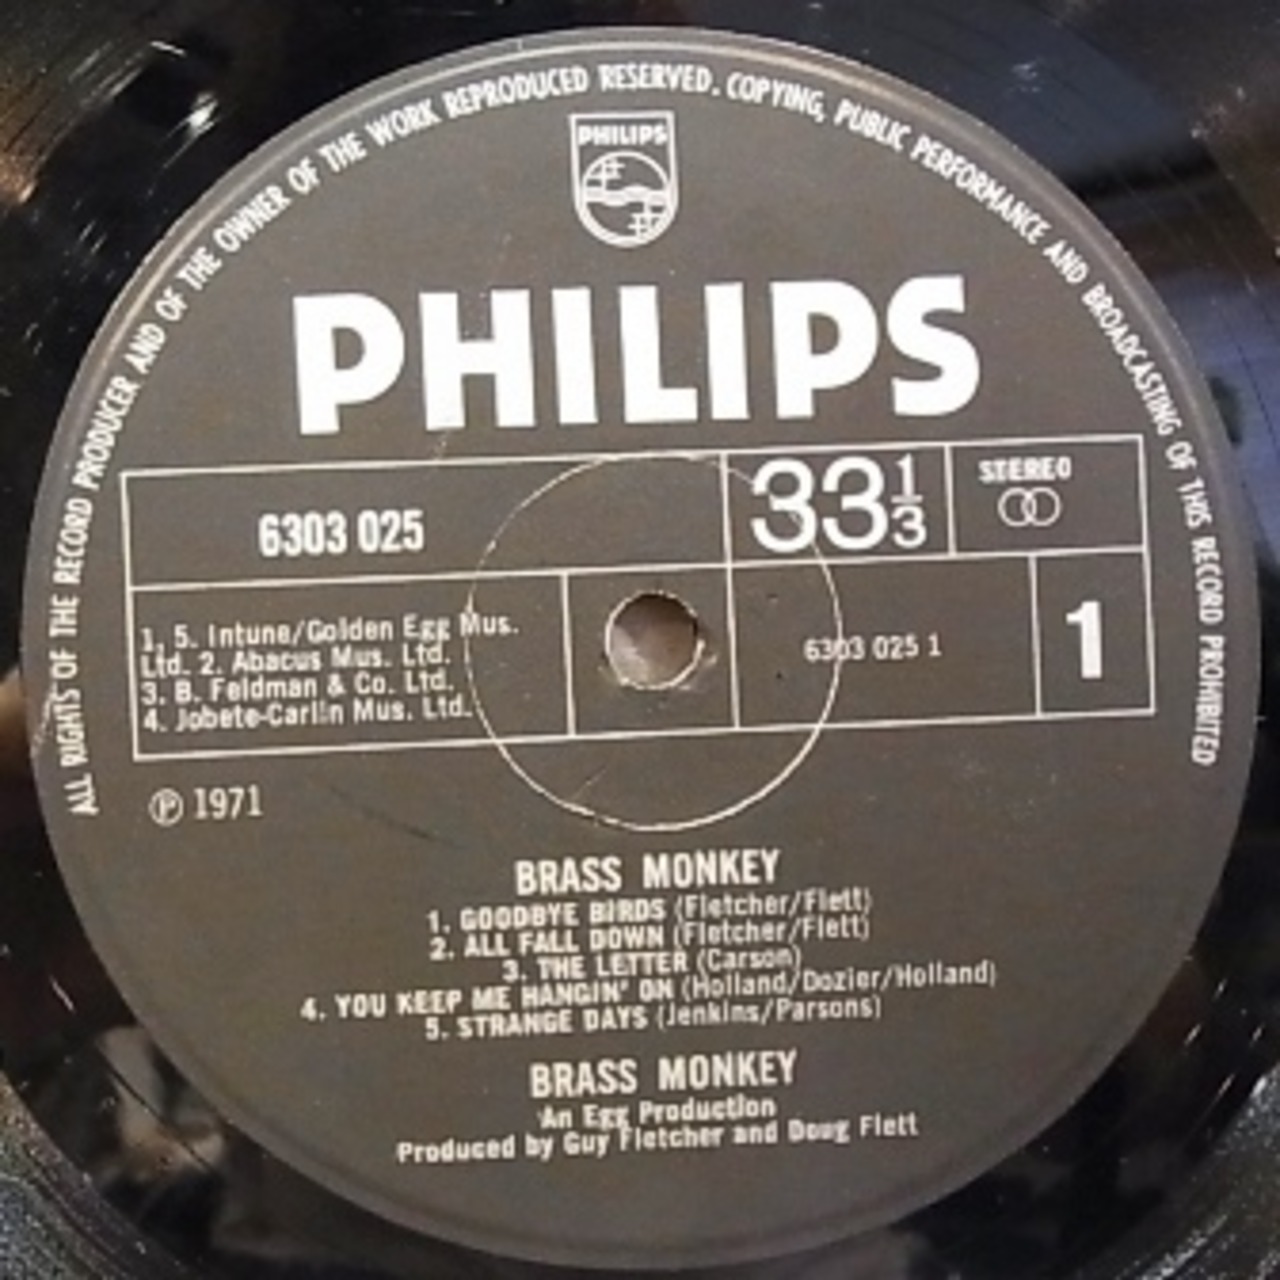 ALL RIGHTS OF THE RECORD PRODUCER AND OF THE OWNER OF THE WORK REPRODUCED RESERVED. COPYING, PUBLIC PERFORMANCE AND BROADCASTING OF THIS RECORD PROHIBITED
PHILIPS
PHILIPS
6303 025
33 1/3
STEREO
1, 5. Intune/Golden Egg Mus.
Ltd. 2. Abacus Mus. Ltd.
3. B. Feldman & Co. Ltd.
4. Jobete-Carlin Mus. Ltd.
6303 025 1
1
℗ 1971
BRASS MONKEY
1. GOODBYE BIRDS (Fletcher/Flett)
2. ALL FALL DOWN (Fletcher/Flett)
3. THE LETTER (Carson)
4. YOU KEEP ME HANGIN' ON (Holland/Dozier/Holland)
5. STRANGE DAYS (Jenkins/Parsons)
BRASS MONKEY
An Egg Production
Produced by Guy Fletcher and Doug Flett